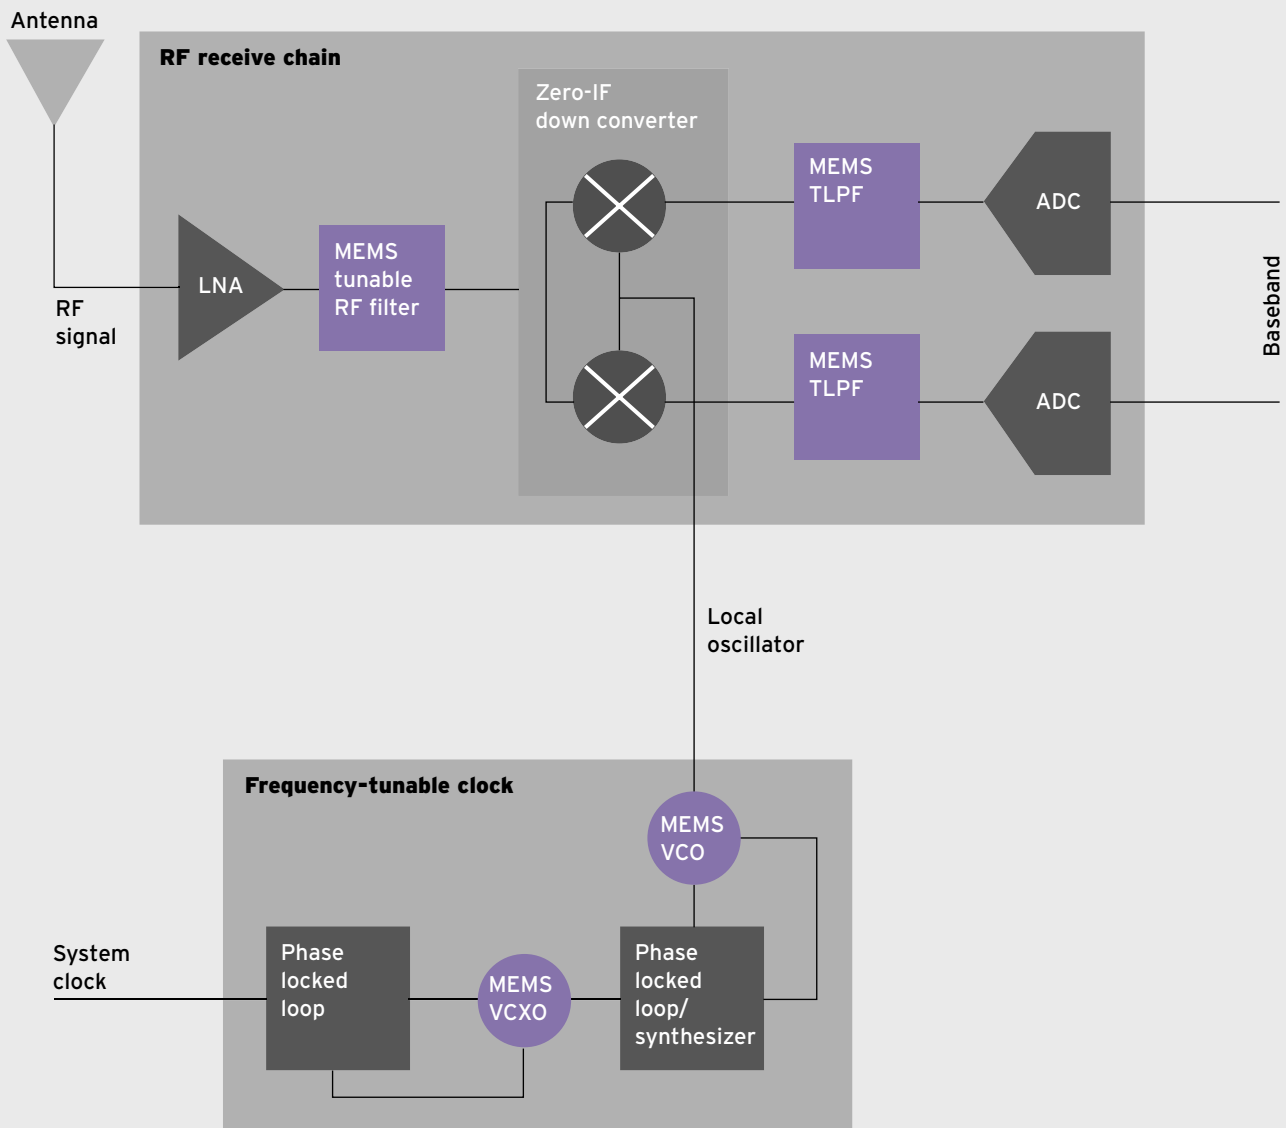 Antenna
RF receive chain
Zero-IF
down converter
MEMS
TLPF
ADC
LNA
MEMS
tunable
RF filter
RF
signal
MEMS
TLPF
ADC
Baseband
Local
oscillator
Frequency-tunable clock
MEMS
VCO
System
clock
Phase
locked
loop
MEMS
VCXO
Phase
locked
loop/
synthesizer